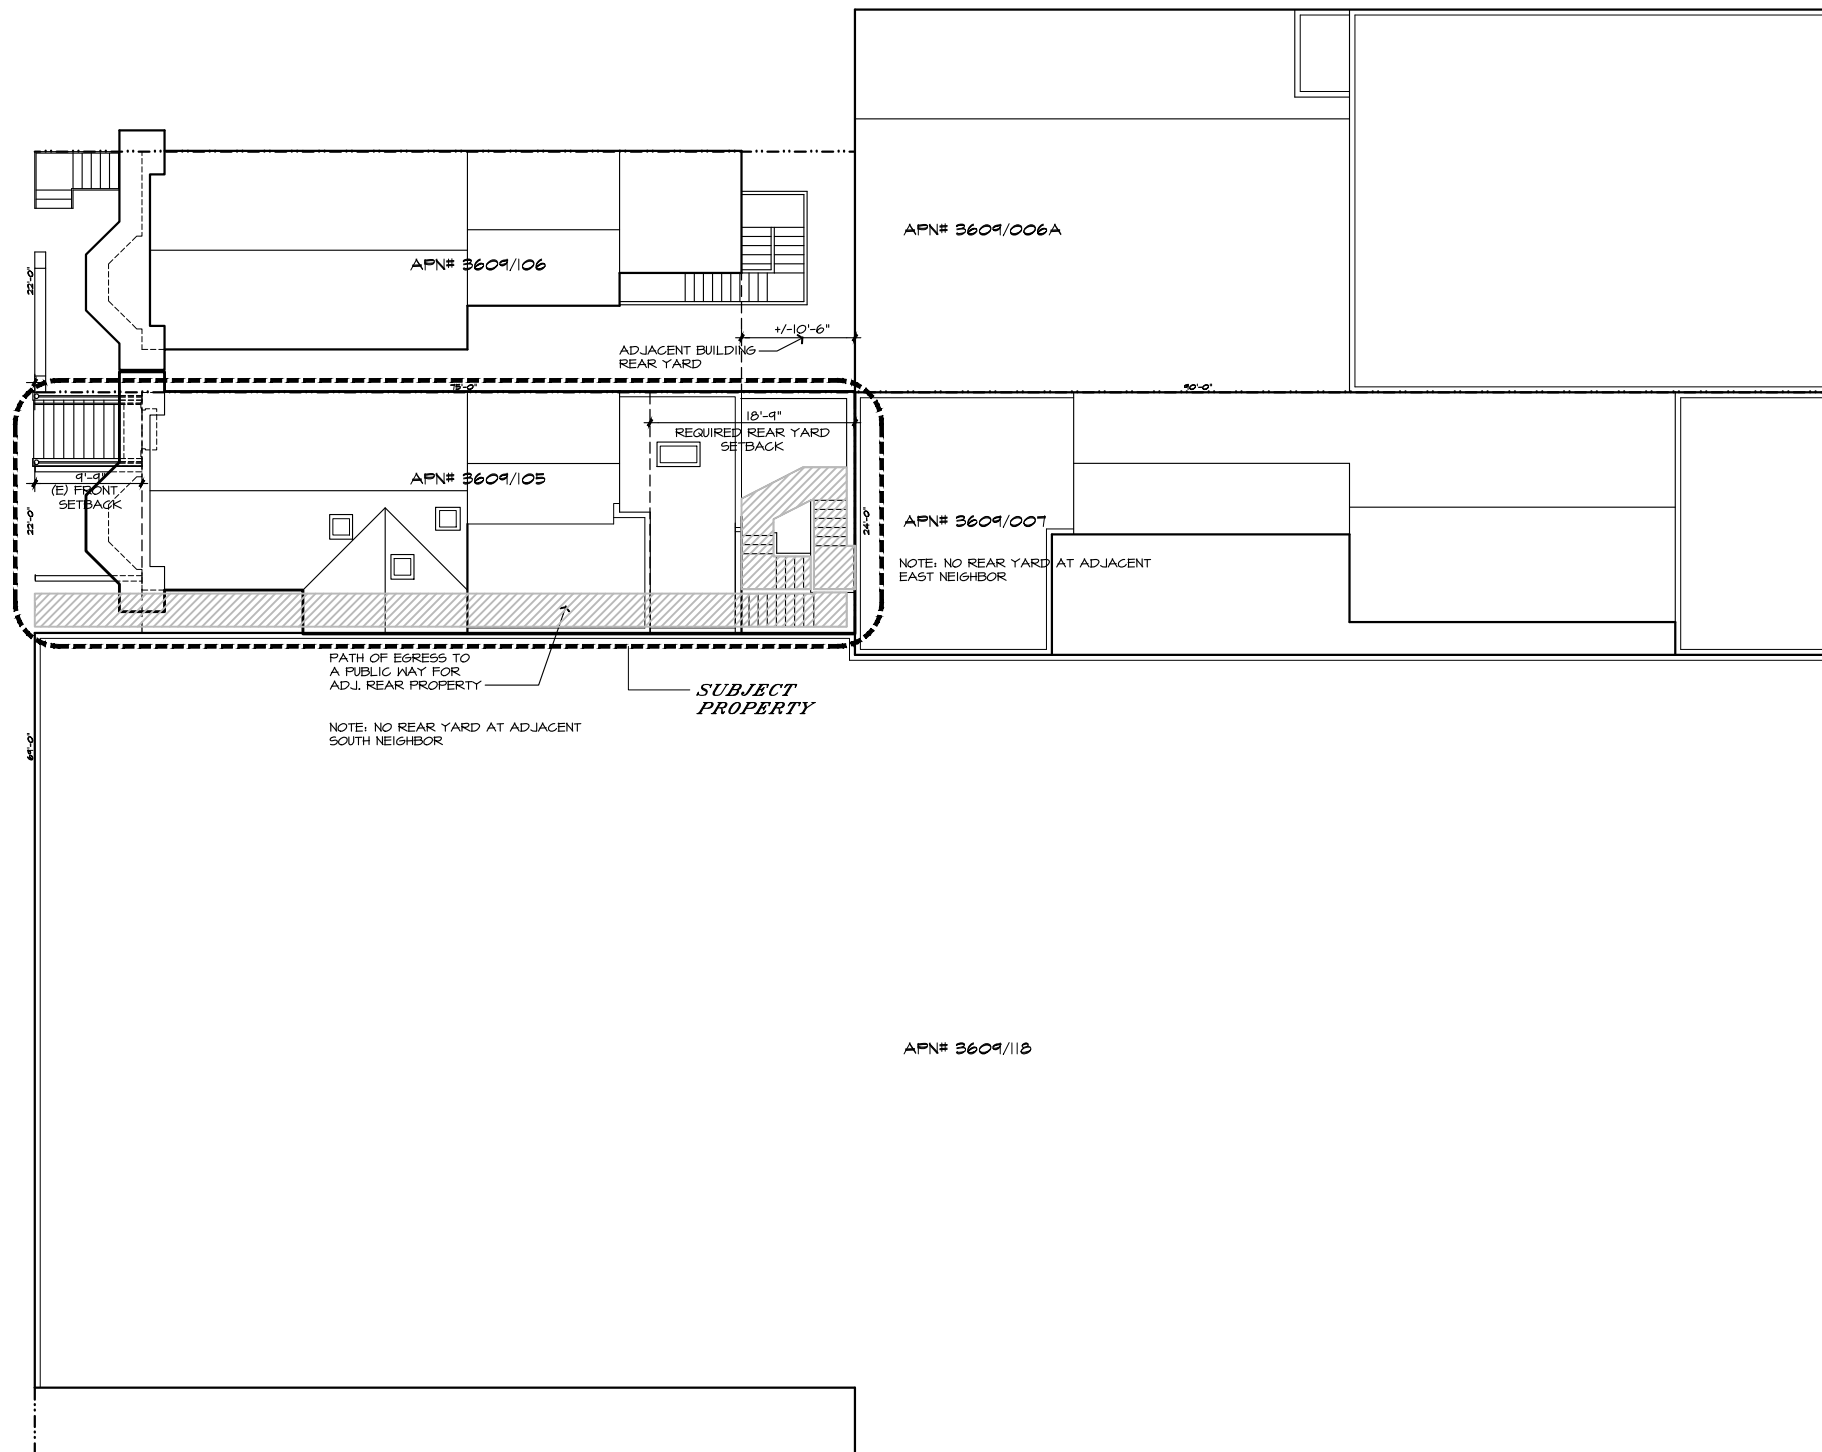 APN# 3609/006A
APN# 3609/106
22'-0"
+/-10'-6"
ADJACENT BUILDING
REAR YARD
75'-0"
90'-0"
18'-9"
REQUIRED REAR YARD
SETBACK
9'-9"
(E) FRONT
SETBACK
APN# 3609/105
22'-0"
24'-0"
APN# 3609/007
NOTE: NO REAR YARD AT ADJACENT
EAST NEIGHBOR
PATH OF EGRESS TO
A PUBLIC WAY FOR
ADJ. REAR PROPERTY
SUBJECT
PROPERTY
NOTE: NO REAR YARD AT ADJACENT
SOUTH NEIGHBOR
69'-0"
APN# 3609/118